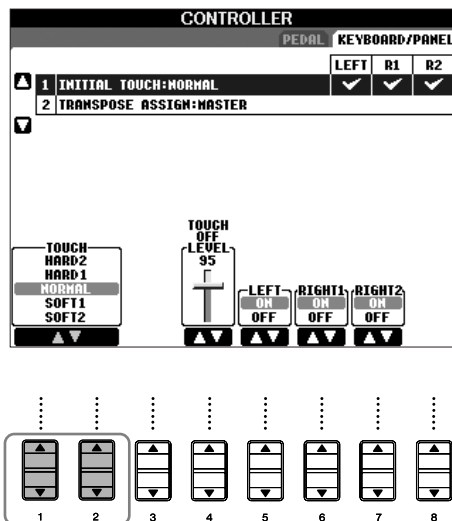 CONTROLLER
PEDAL KEYBOARD/PANEL
LEFT R1 R2
1 INITIAL TOUCH:NORMAL
2 TRANSPOSE ASSIGN:MASTER
TOUCH
HARD2
HARD1
NORMAL
SOFT1
SOFT2
TOUCH
OFF
LEVEL
95
LEFT
ON
OFF
RIGHT1
ON
OFF
RIGHT2
ON
OFF
1 2 3 4 5 6 7 8